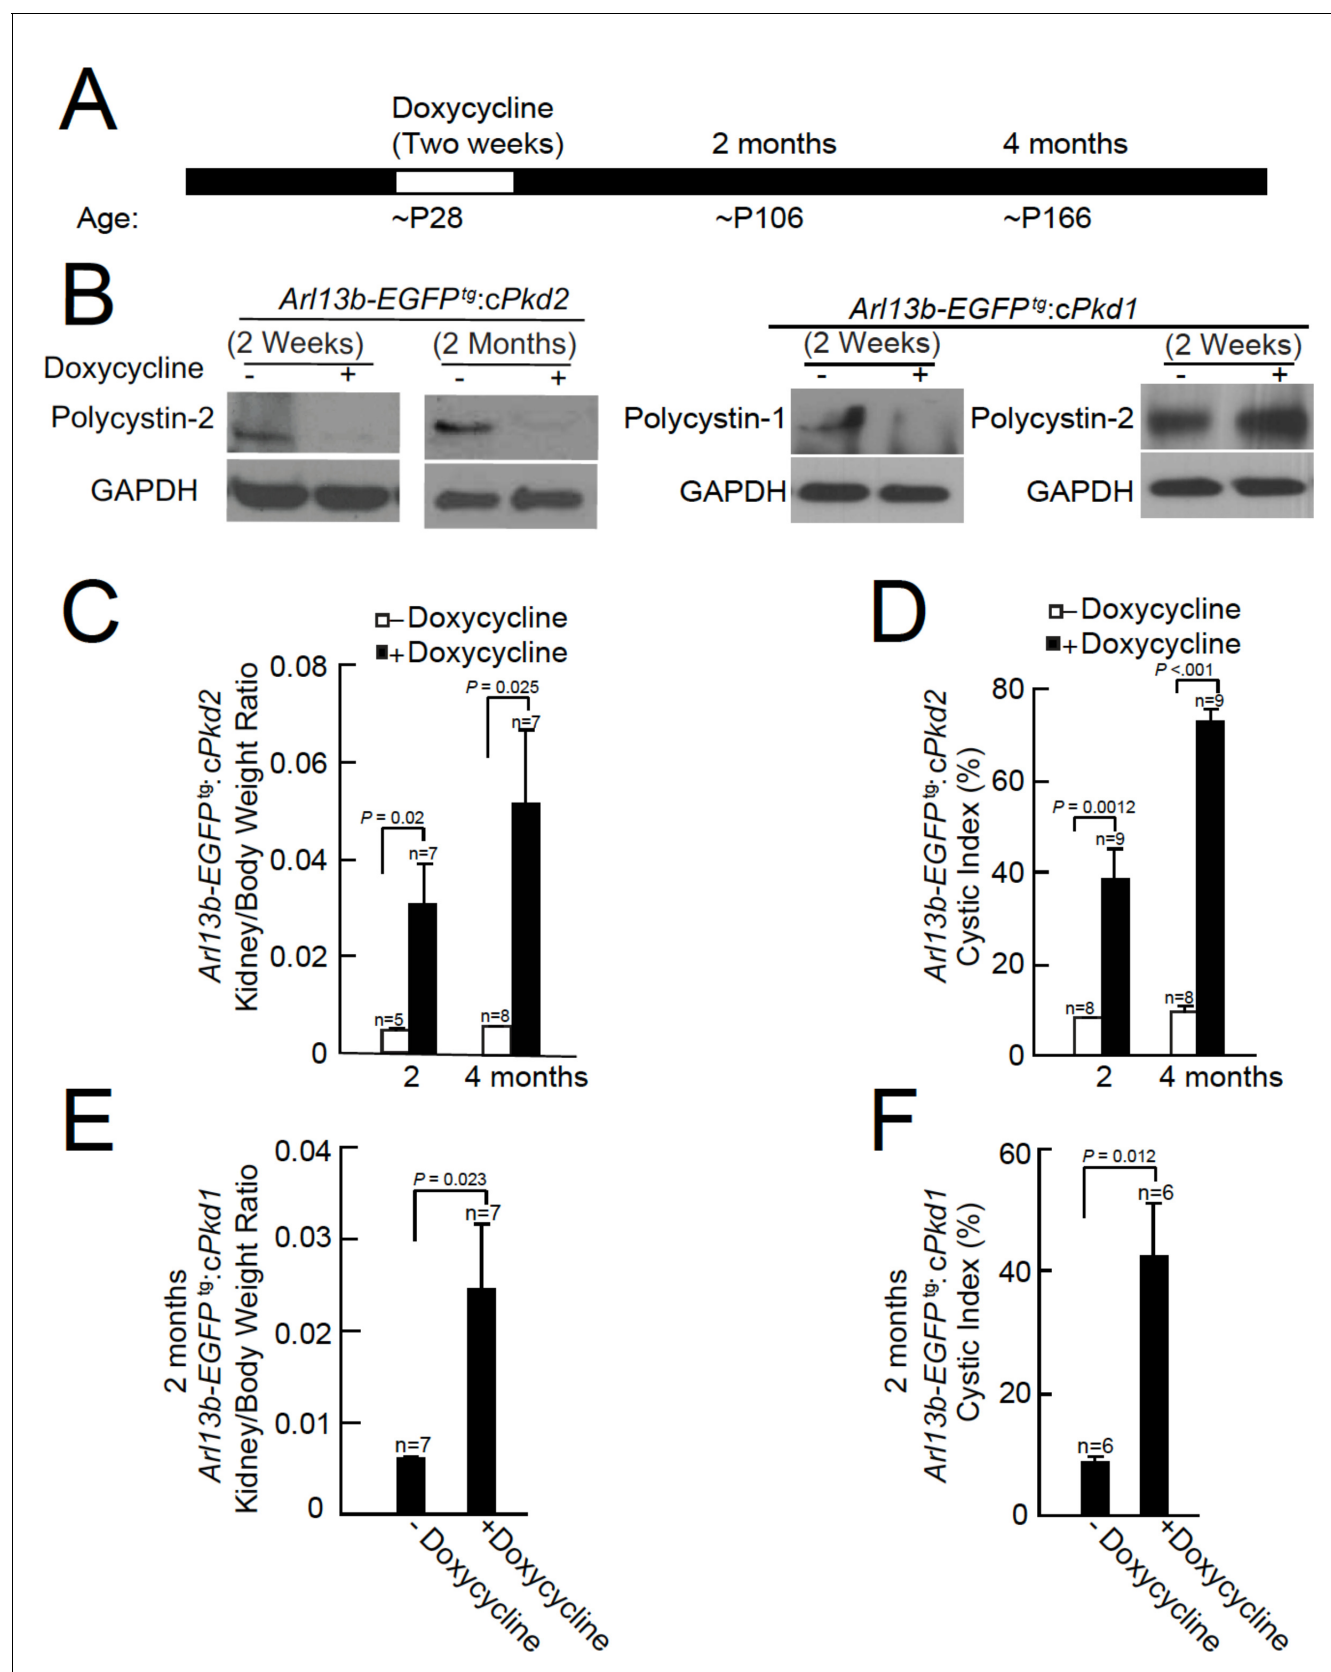 A
Doxycycline
(Two weeks)
2 months
4 months
Age:
~P28
~P106
~P166
B
Arl13b-EGFPtg:cPkd2
Arl13b-EGFPtg:cPkd1
(2 Weeks)
(2 Months)
(2 Weeks)
(2 Weeks)
Doxycycline
- +
- +
- +
- +
Polycystin-2
Polycystin-1
Polycystin-2
GAPDH
GAPDH
GAPDH
C
– Doxycycline
+ Doxycycline
Arl13b-EGFPtg:cPkd2
Kidney/Body Weight Ratio
0.08
0.06
0.04
0.02
0
P = 0.02
P = 0.025
n=5
n=7
n=8
n=7
2
4 months
D
– Doxycycline
+ Doxycycline
Arl13b-EGFPtg:cPkd2
Cystic Index (%)
80
60
40
20
0
P = 0.0012
P <.001
n=8
n=9
n=8
n=9
2
4 months
E
2 months
Arl13b-EGFPtg:cPkd1
Kidney/Body Weight Ratio
0.04
0.03
0.02
0.01
0
P = 0.023
n=7
n=7
- Doxycycline
+Doxycycline
F
2 months
Arl13b-EGFPtg:cPkd1
Cystic Index (%)
60
40
20
0
P = 0.012
n=6
n=6
- Doxycycline
+Doxycycline